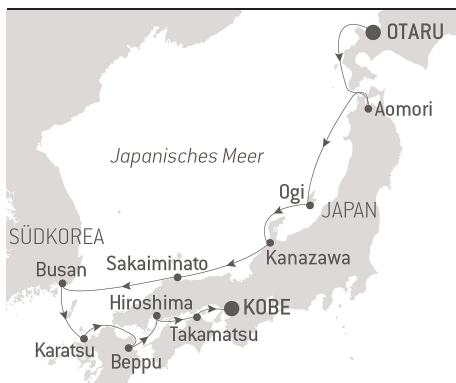 OTARU
Aomori
Japanisches Meer
Ogi
JAPAN
SÜDKOREA
Kanazawa
Sakaiminato
Busan
Hiroshima
KOBE
Takamatsu
Karatsu
Beppu